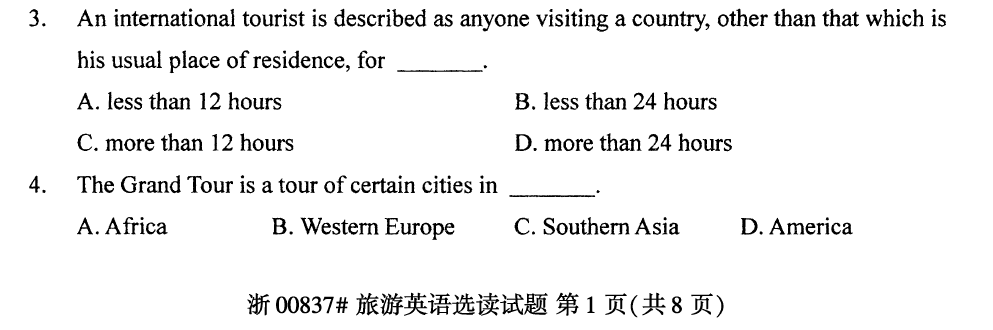 3. An international tourist is described as anyone visiting a country, other than that which is
his usual place of residence, for _______.
A. less than 12 hours B. less than 24 hours
C. more than 12 hours D. more than 24 hours
4. The Grand Tour is a tour of certain cities in _______.
A. Africa B. Western Europe C. Southern Asia D. America
浙 00837# 旅游英语选读试题 第 1 页(共 8 页)